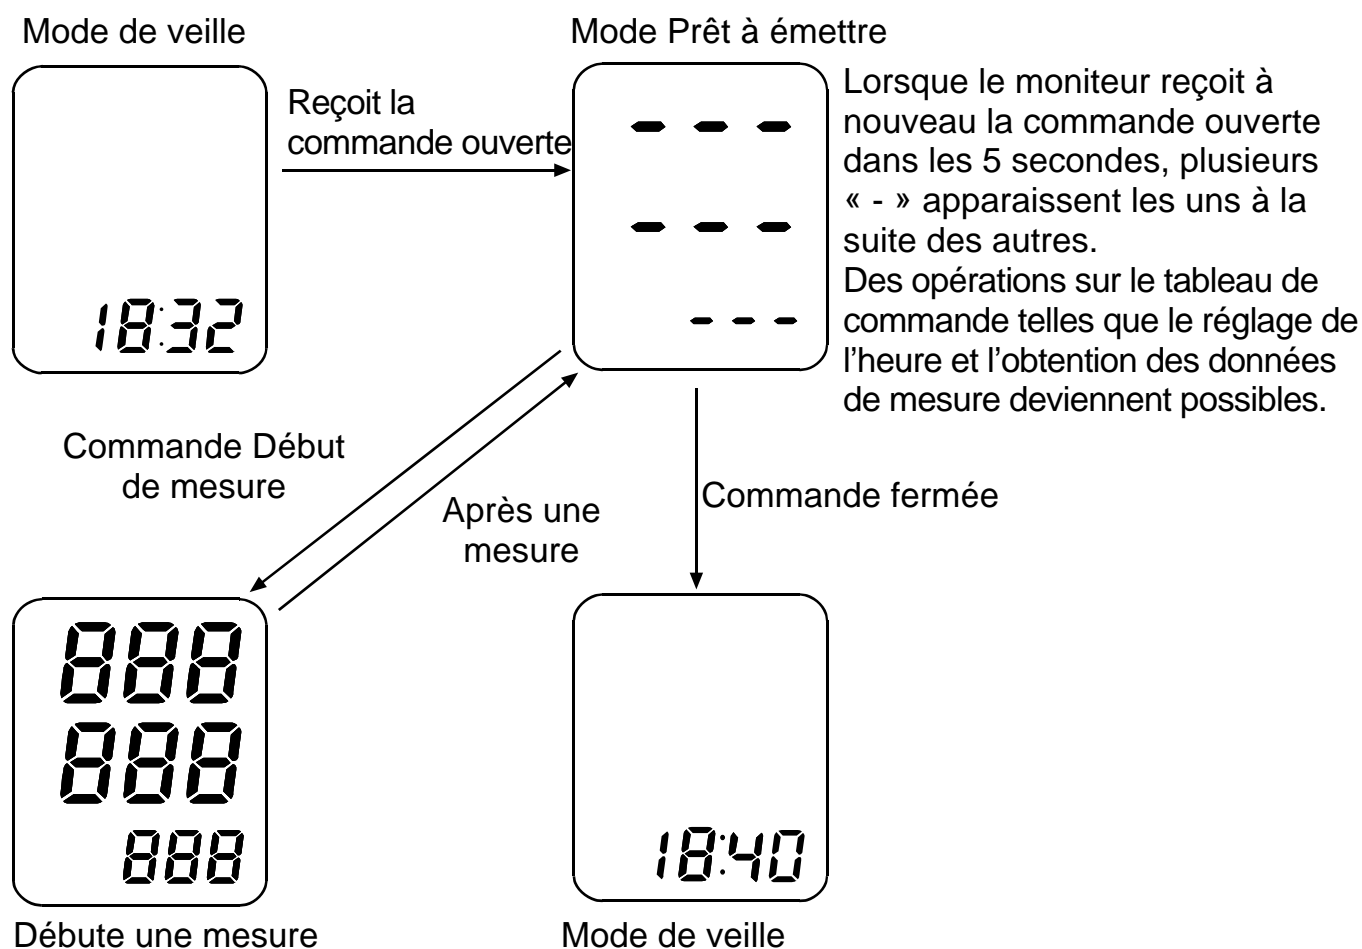 Mode de veille
Mode Prêt à émettre
Reçoit la
commande ouverte
18:32
- - -
- - -
- - -
Lorsque le moniteur reçoit à
nouveau la commande ouverte
dans les 5 secondes, plusieurs
« - » apparaissent les uns à la
suite des autres.
Des opérations sur le tableau de
commande telles que le réglage de
l’heure et l’obtention des données
de mesure deviennent possibles.
Commande Début
de mesure
Après une
mesure
Commande fermée
888
888
888
18:40
Débute une mesure
Mode de veille